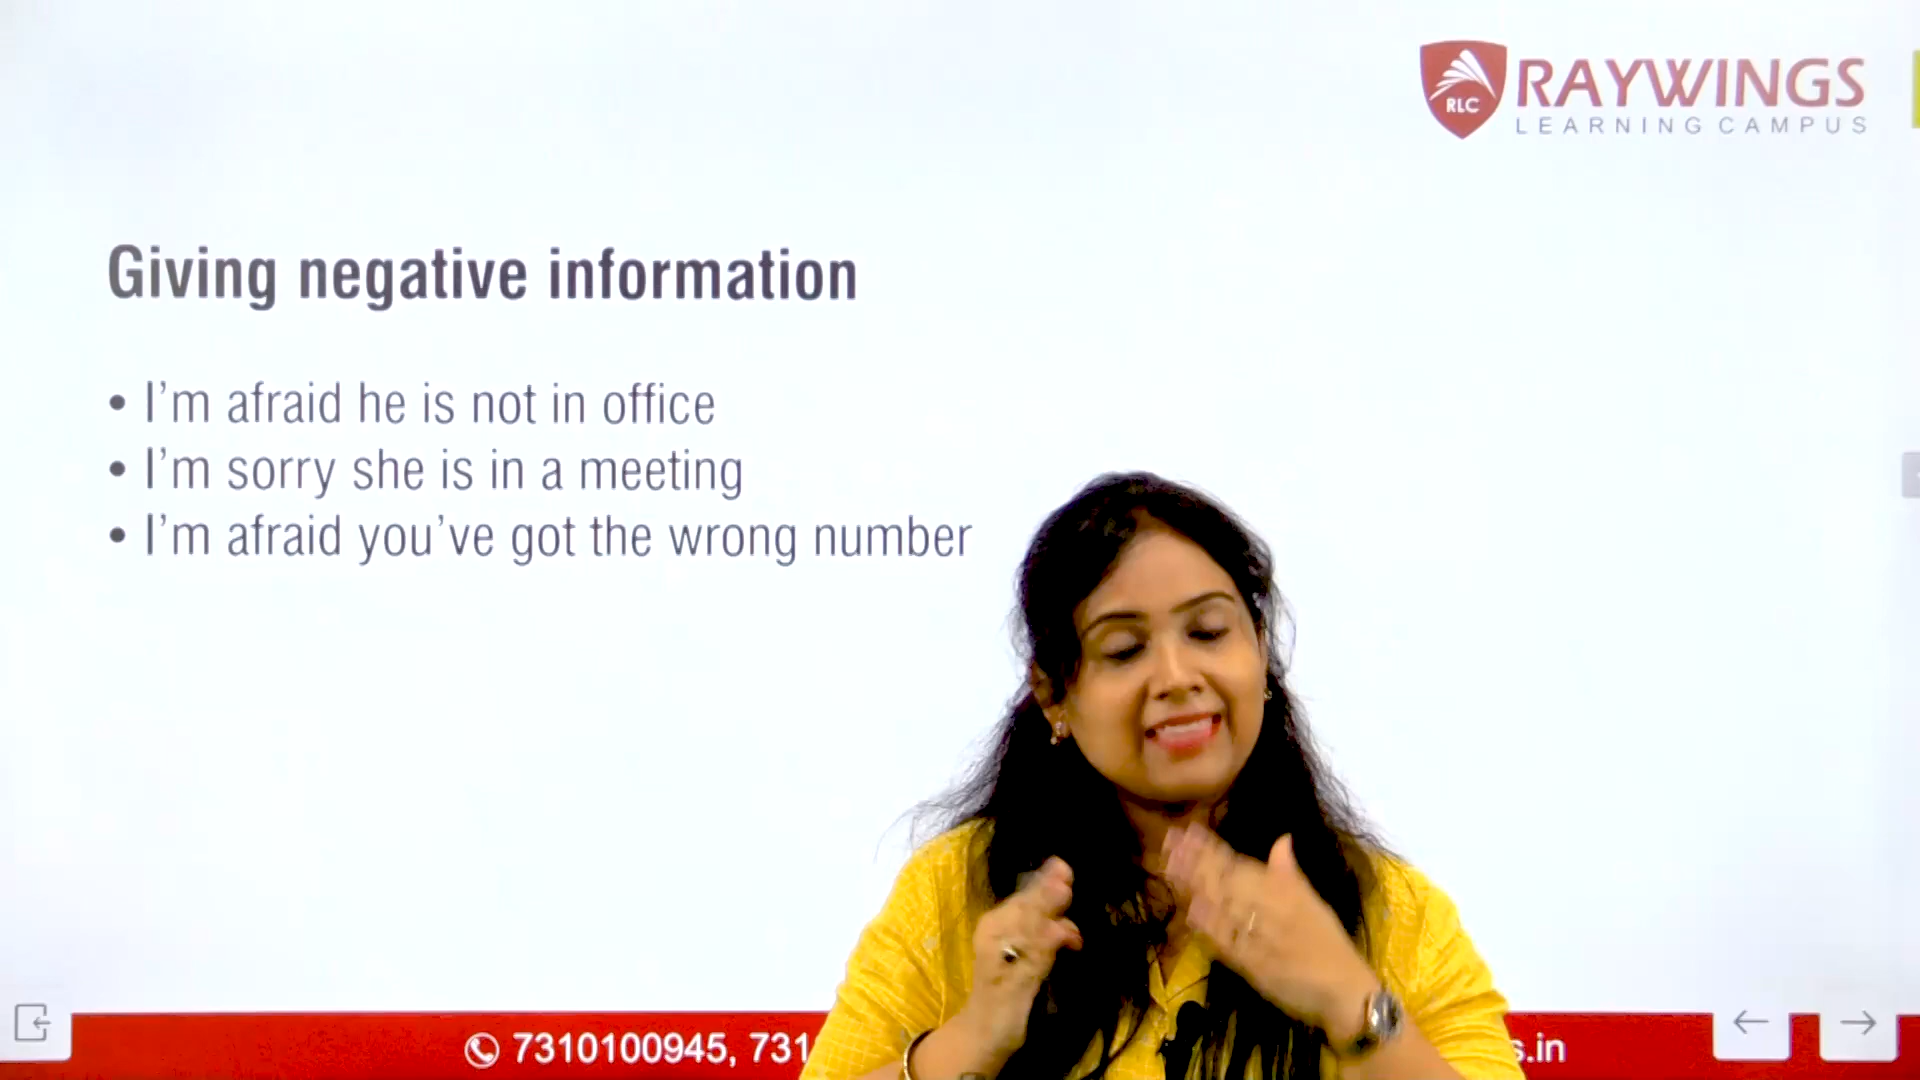 RLC
RAYWINGS
LEARNING CAMPUS
Giving negative information
• I'm afraid he is not in office
• I'm sorry she is in a meeting
• I'm afraid you've got the wrong number
7310100945, 731
s.in